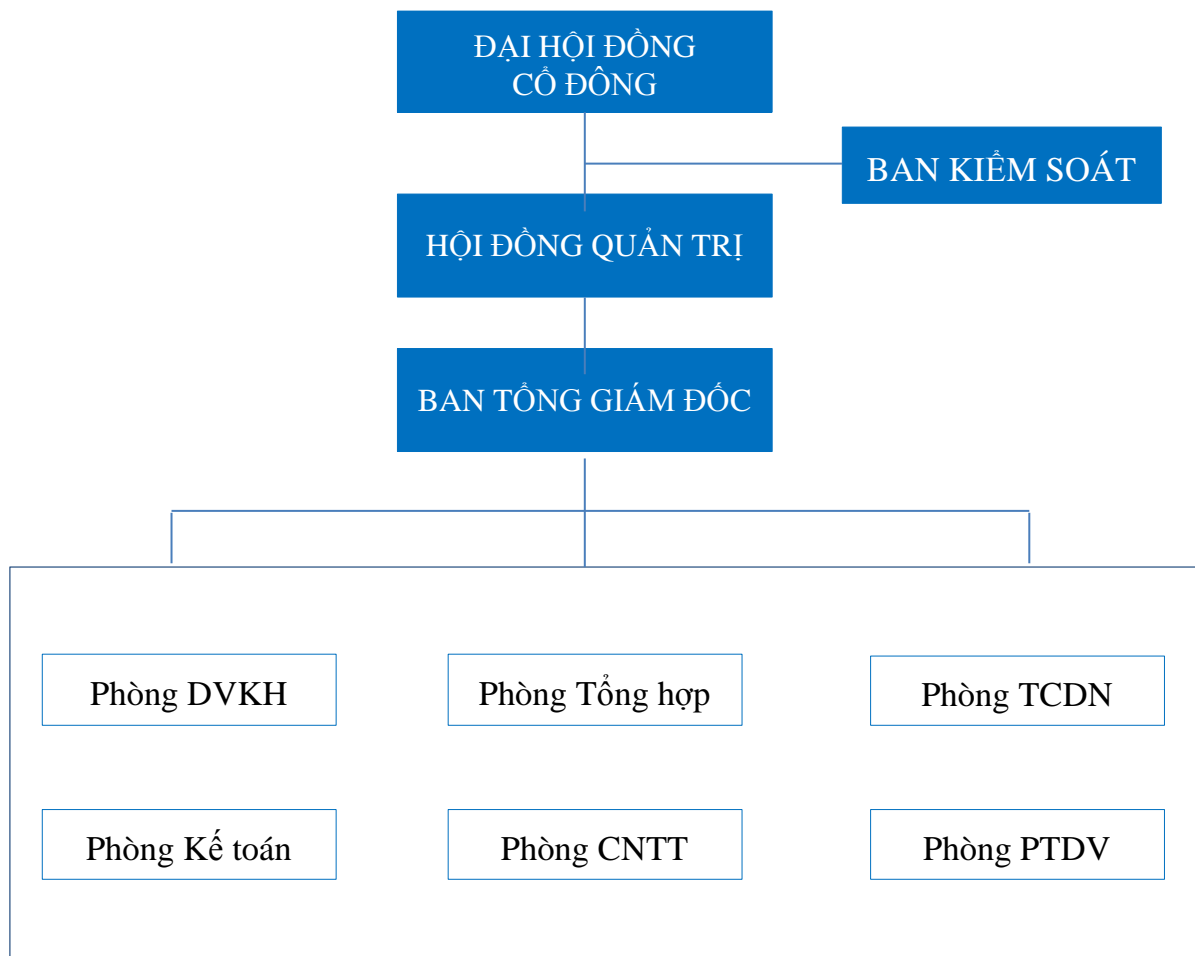 ĐẠI HỘI ĐỒNG
CỔ ĐÔNG
BAN KIỂM SOÁT
HỘI ĐỒNG QUẢN TRỊ
BAN TỔNG GIÁM ĐỐC
Phòng DVKH
Phòng Tổng hợp
Phòng TCDN
Phòng Kế toán
Phòng CNTT
Phòng PTDV